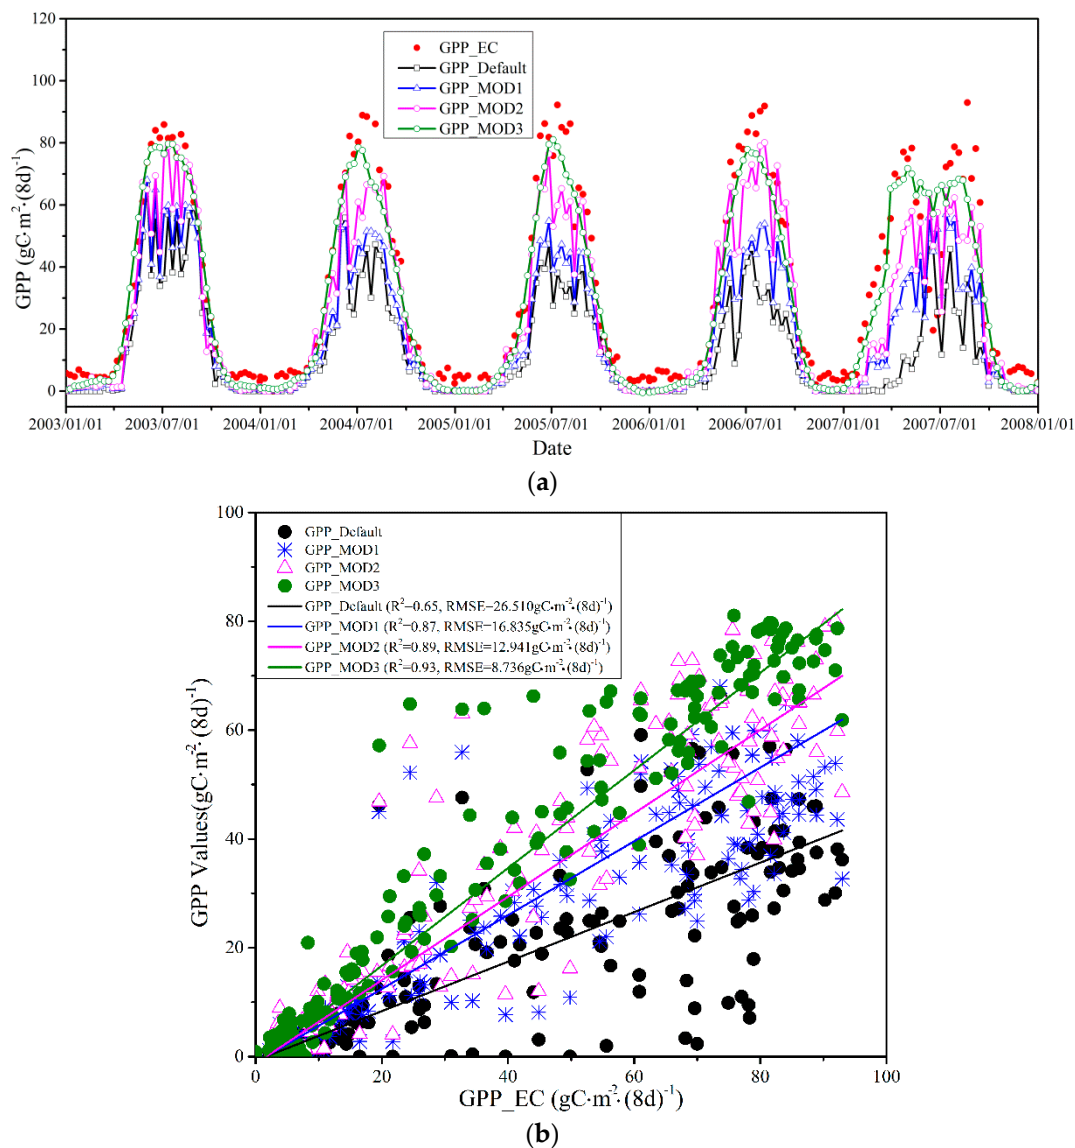 120
100
80
60
40
20
0
GPP (gC·m⁻²·(8d)⁻¹)
GPP_EC
GPP_Default
GPP_MOD1
GPP_MOD2
GPP_MOD3
2003/01/01 2003/07/01 2004/01/01 2004/07/01 2005/01/01 2005/07/01 2006/01/01 2006/07/01 2007/01/01 2007/07/01 2008/01/01
Date
(a)
100
80
60
40
20
0
GPP Values(gC·m⁻²·(8d)⁻¹)
GPP_Default
GPP_MOD1
GPP_MOD2
GPP_MOD3
GPP_Default (R²=0.65, RMSE=26.510gC·m⁻²·(8d)⁻¹)
GPP_MOD1 (R²=0.87, RMSE=16.835gC·m⁻²·(8d)⁻¹)
GPP_MOD2 (R²=0.89, RMSE=12.941gC·m⁻²·(8d)⁻¹)
GPP_MOD3 (R²=0.93, RMSE=8.736gC·m⁻²·(8d)⁻¹)
0 20 40 60 80 100
GPP_EC (gC·m⁻²·(8d)⁻¹)
(b)